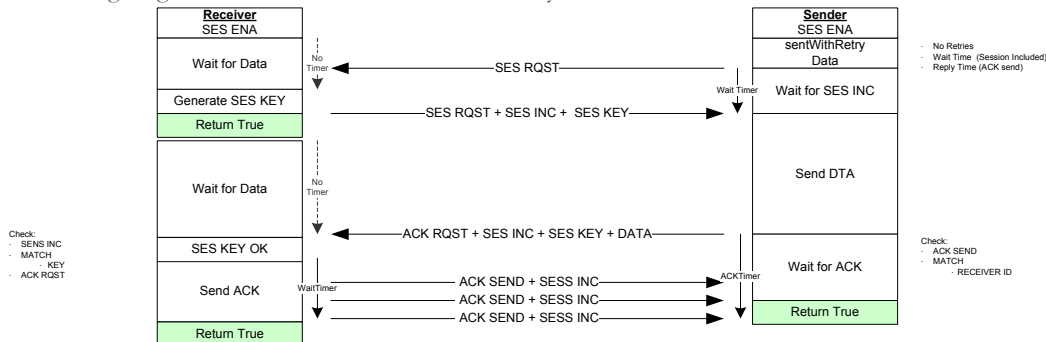 Receiver
SES ENA
Wait for Data
Generate SES KEY
Return True
No
Timer
SES RQST
SES RQST + SES INC + SES KEY
Wait Timer
Sender
SES ENA
sentWithRetry
Data
Wait for SES INC
Send DTA
· No Retries
· Wait Time (Session Included)
· Reply Time (ACK send)
Wait for Data
No
Timer
ACK RQST + SES INC + SES KEY + DATA
Check:
· SENS INC
· MATCH
· KEY
· ACK RQST
SES KEY OK
Send ACK
Return True
WaitTimer
ACK SEND + SESS INC
ACK SEND + SESS INC
ACK SEND + SESS INC
ACKTimer
Wait for ACK
Return True
Check:
· ACK SEND
· MATCH
· RECEIVER ID